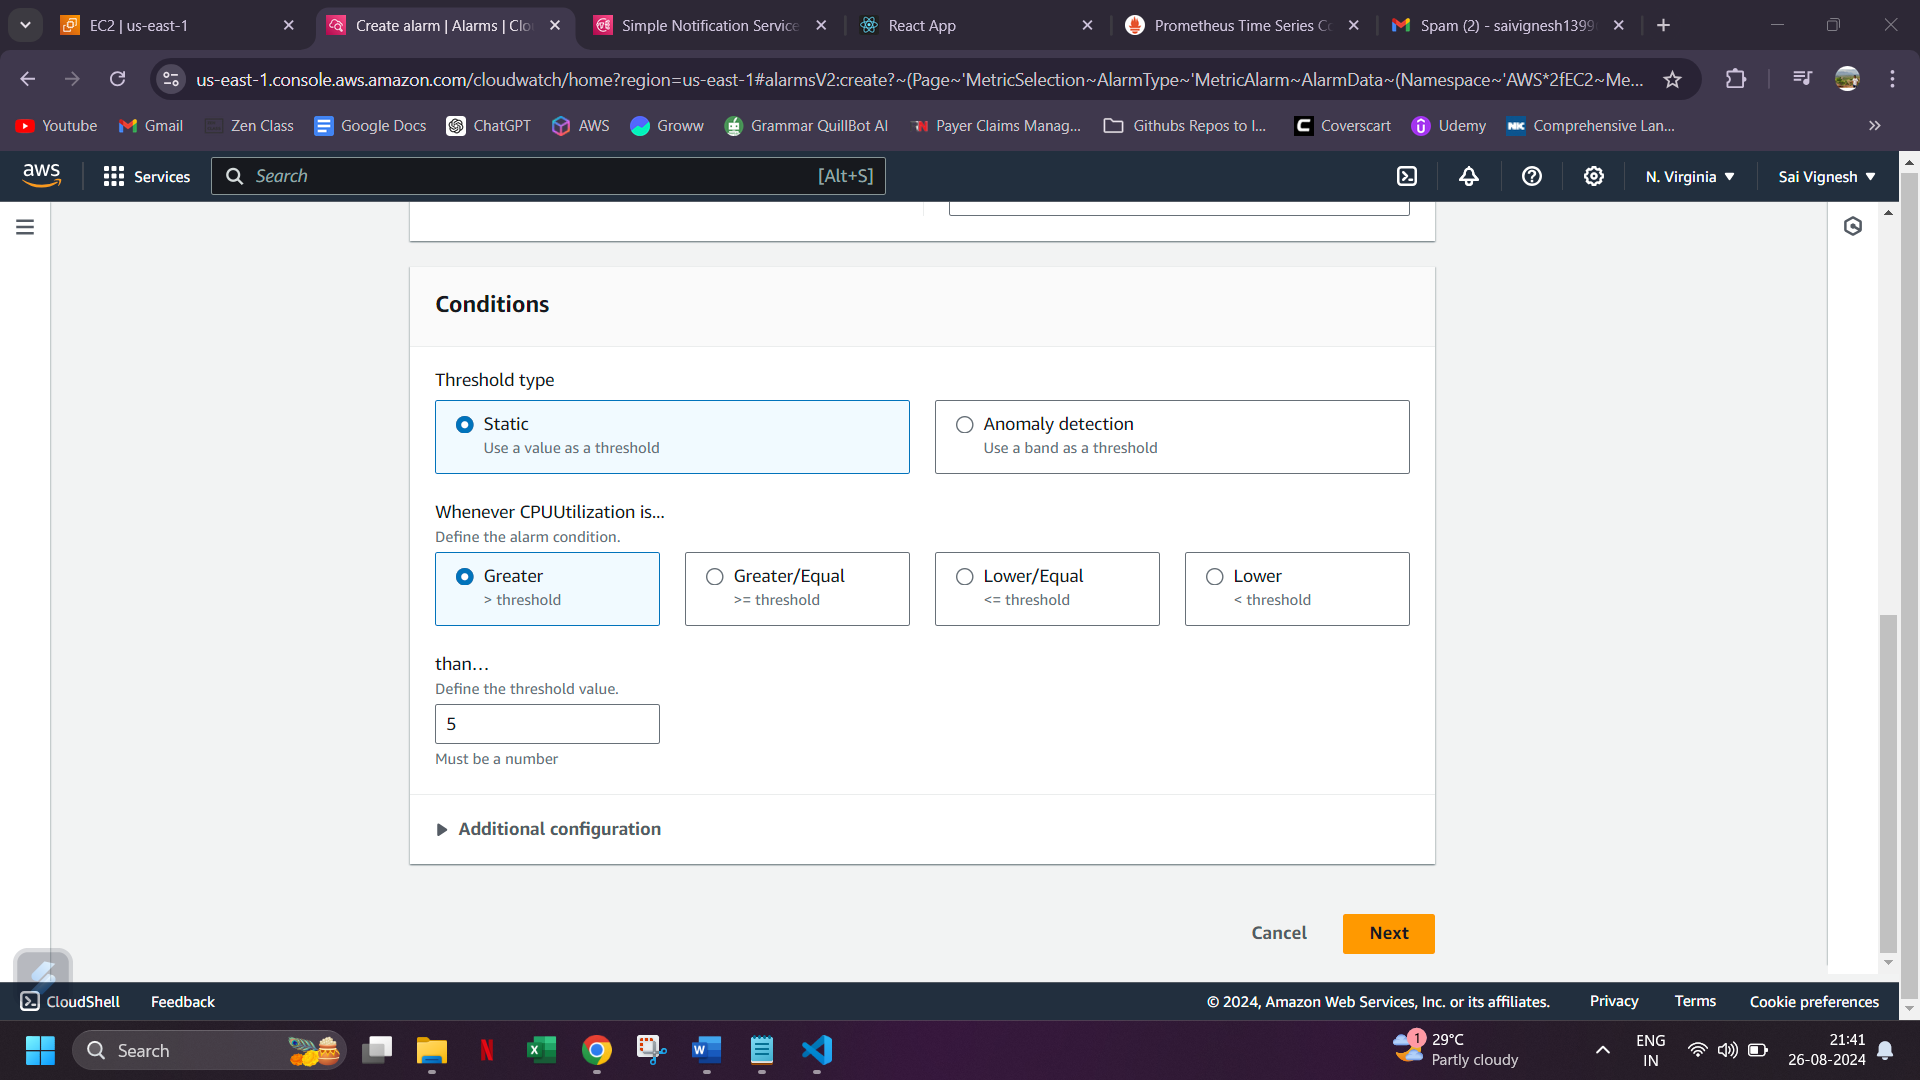 EC2 | us-east-1
Create alarm | Alarms | Clo
Simple Notification Service
React App
Prometheus Time Series Co
Spam (2) - saivignesh1399
us-east-1.console.aws.amazon.com/cloudwatch/home?region=us-east-1#alarmsV2:create?~(Page~'MetricSelection~AlarmType~'MetricAlarm~AlarmData~(Namespace~'AWS*2fEC2~Me...
Youtube
Gmail
Zen Class
Google Docs
ChatGPT
AWS
Groww
Grammar QuillBot AI
Payer Claims Manag...
Githubs Repos to l...
Coverscart
Udemy
Comprehensive Lan...
aws
Services
Search
[Alt+S]
N. Virginia
Sai Vignesh
Conditions
Threshold type
Static
Use a value as a threshold
Anomaly detection
Use a band as a threshold
Whenever CPUUtilization is...
Define the alarm condition.
Greater
> threshold
Greater/Equal
>= threshold
Lower/Equal
<= threshold
Lower
< threshold
than...
Define the threshold value.
5
Must be a number
Additional configuration
Cancel
Next
CloudShell
Feedback
© 2024, Amazon Web Services, Inc. or its affiliates.
Privacy
Terms
Cookie preferences
Search
1
29°C
Partly cloudy
ENG
IN
21:41
26-08-2024